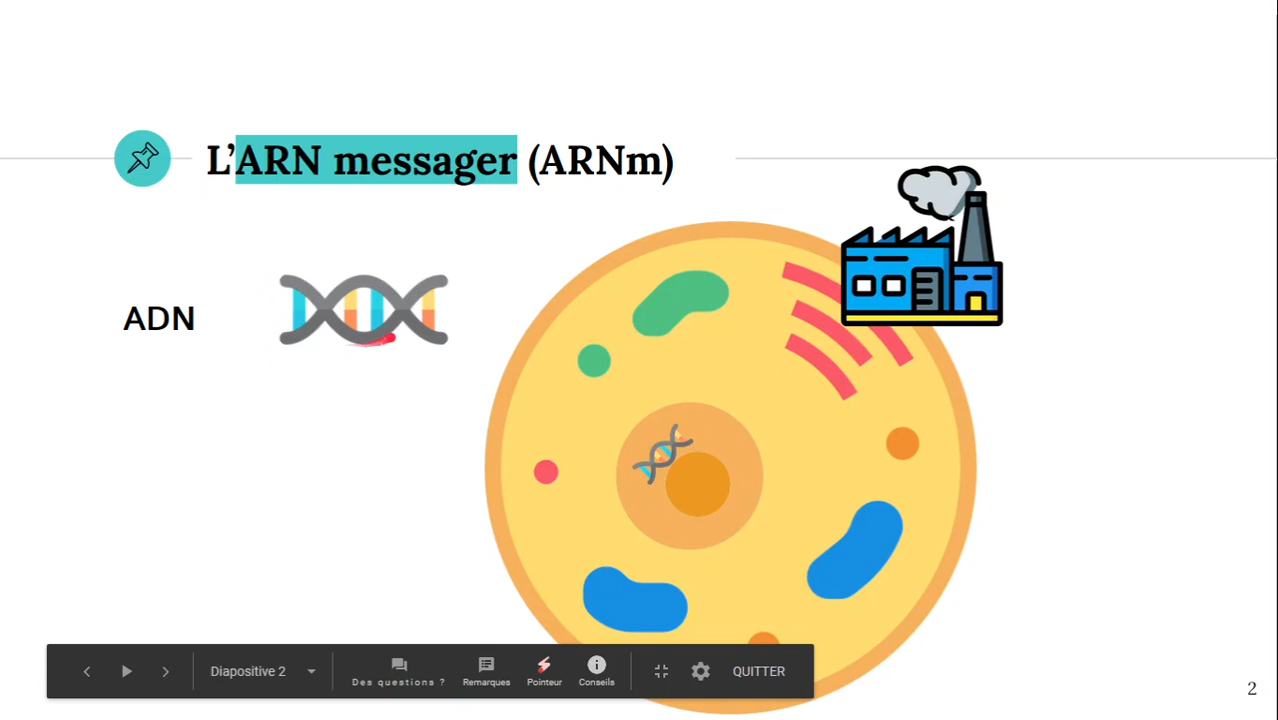 L’ARN messager (ARNm)
ADN
Diapositive 2
Des questions ?
Remarques
Pointeur
Conseils
QUITTER
2